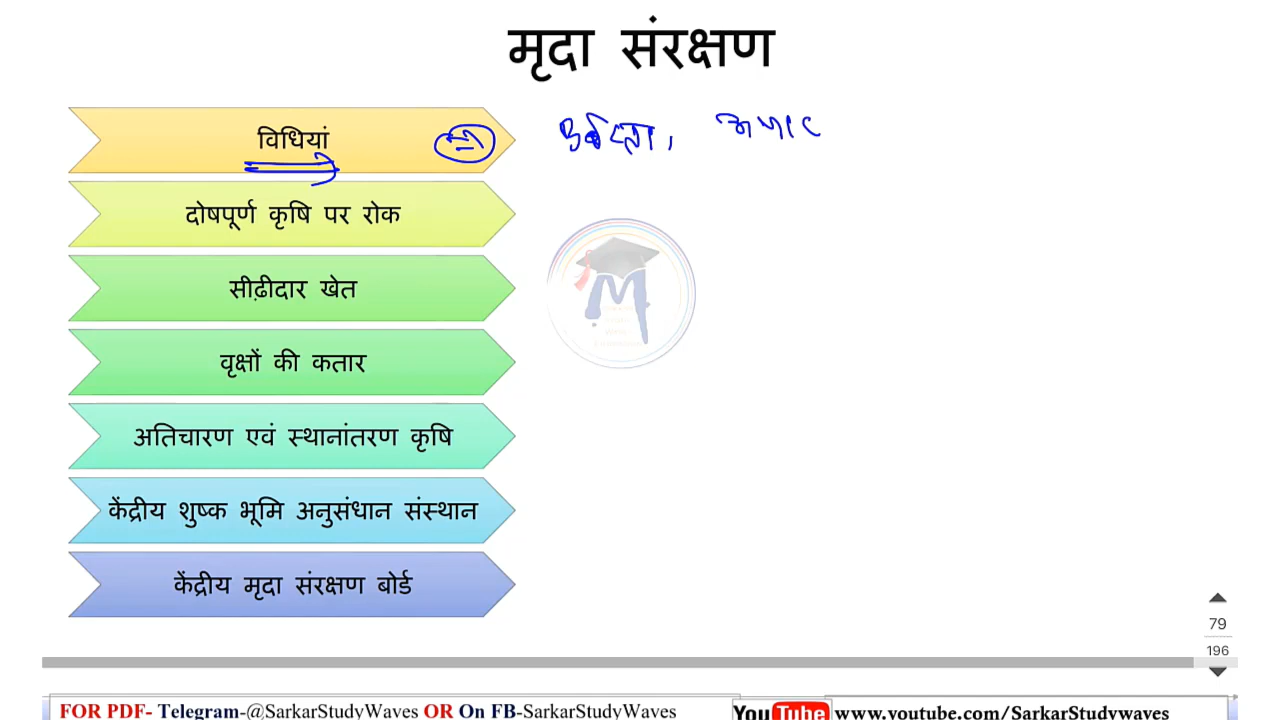 मृदा संरक्षण
विधियां
दोषपूर्ण कृषि पर रोक
सीढ़ीदार खेत
वृक्षों की कतार
अतिचारण एवं स्थानांतरण कृषि
केंद्रीय शुष्क भूमि अनुसंधान संस्थान
केंद्रीय मृदा संरक्षण बोर्ड
79
196
FOR PDF- Telegram-@SarkarStudyWaves OR On FB-SarkarStudyWaves
YouTube www.youtube.com/SarkarStudyWaves